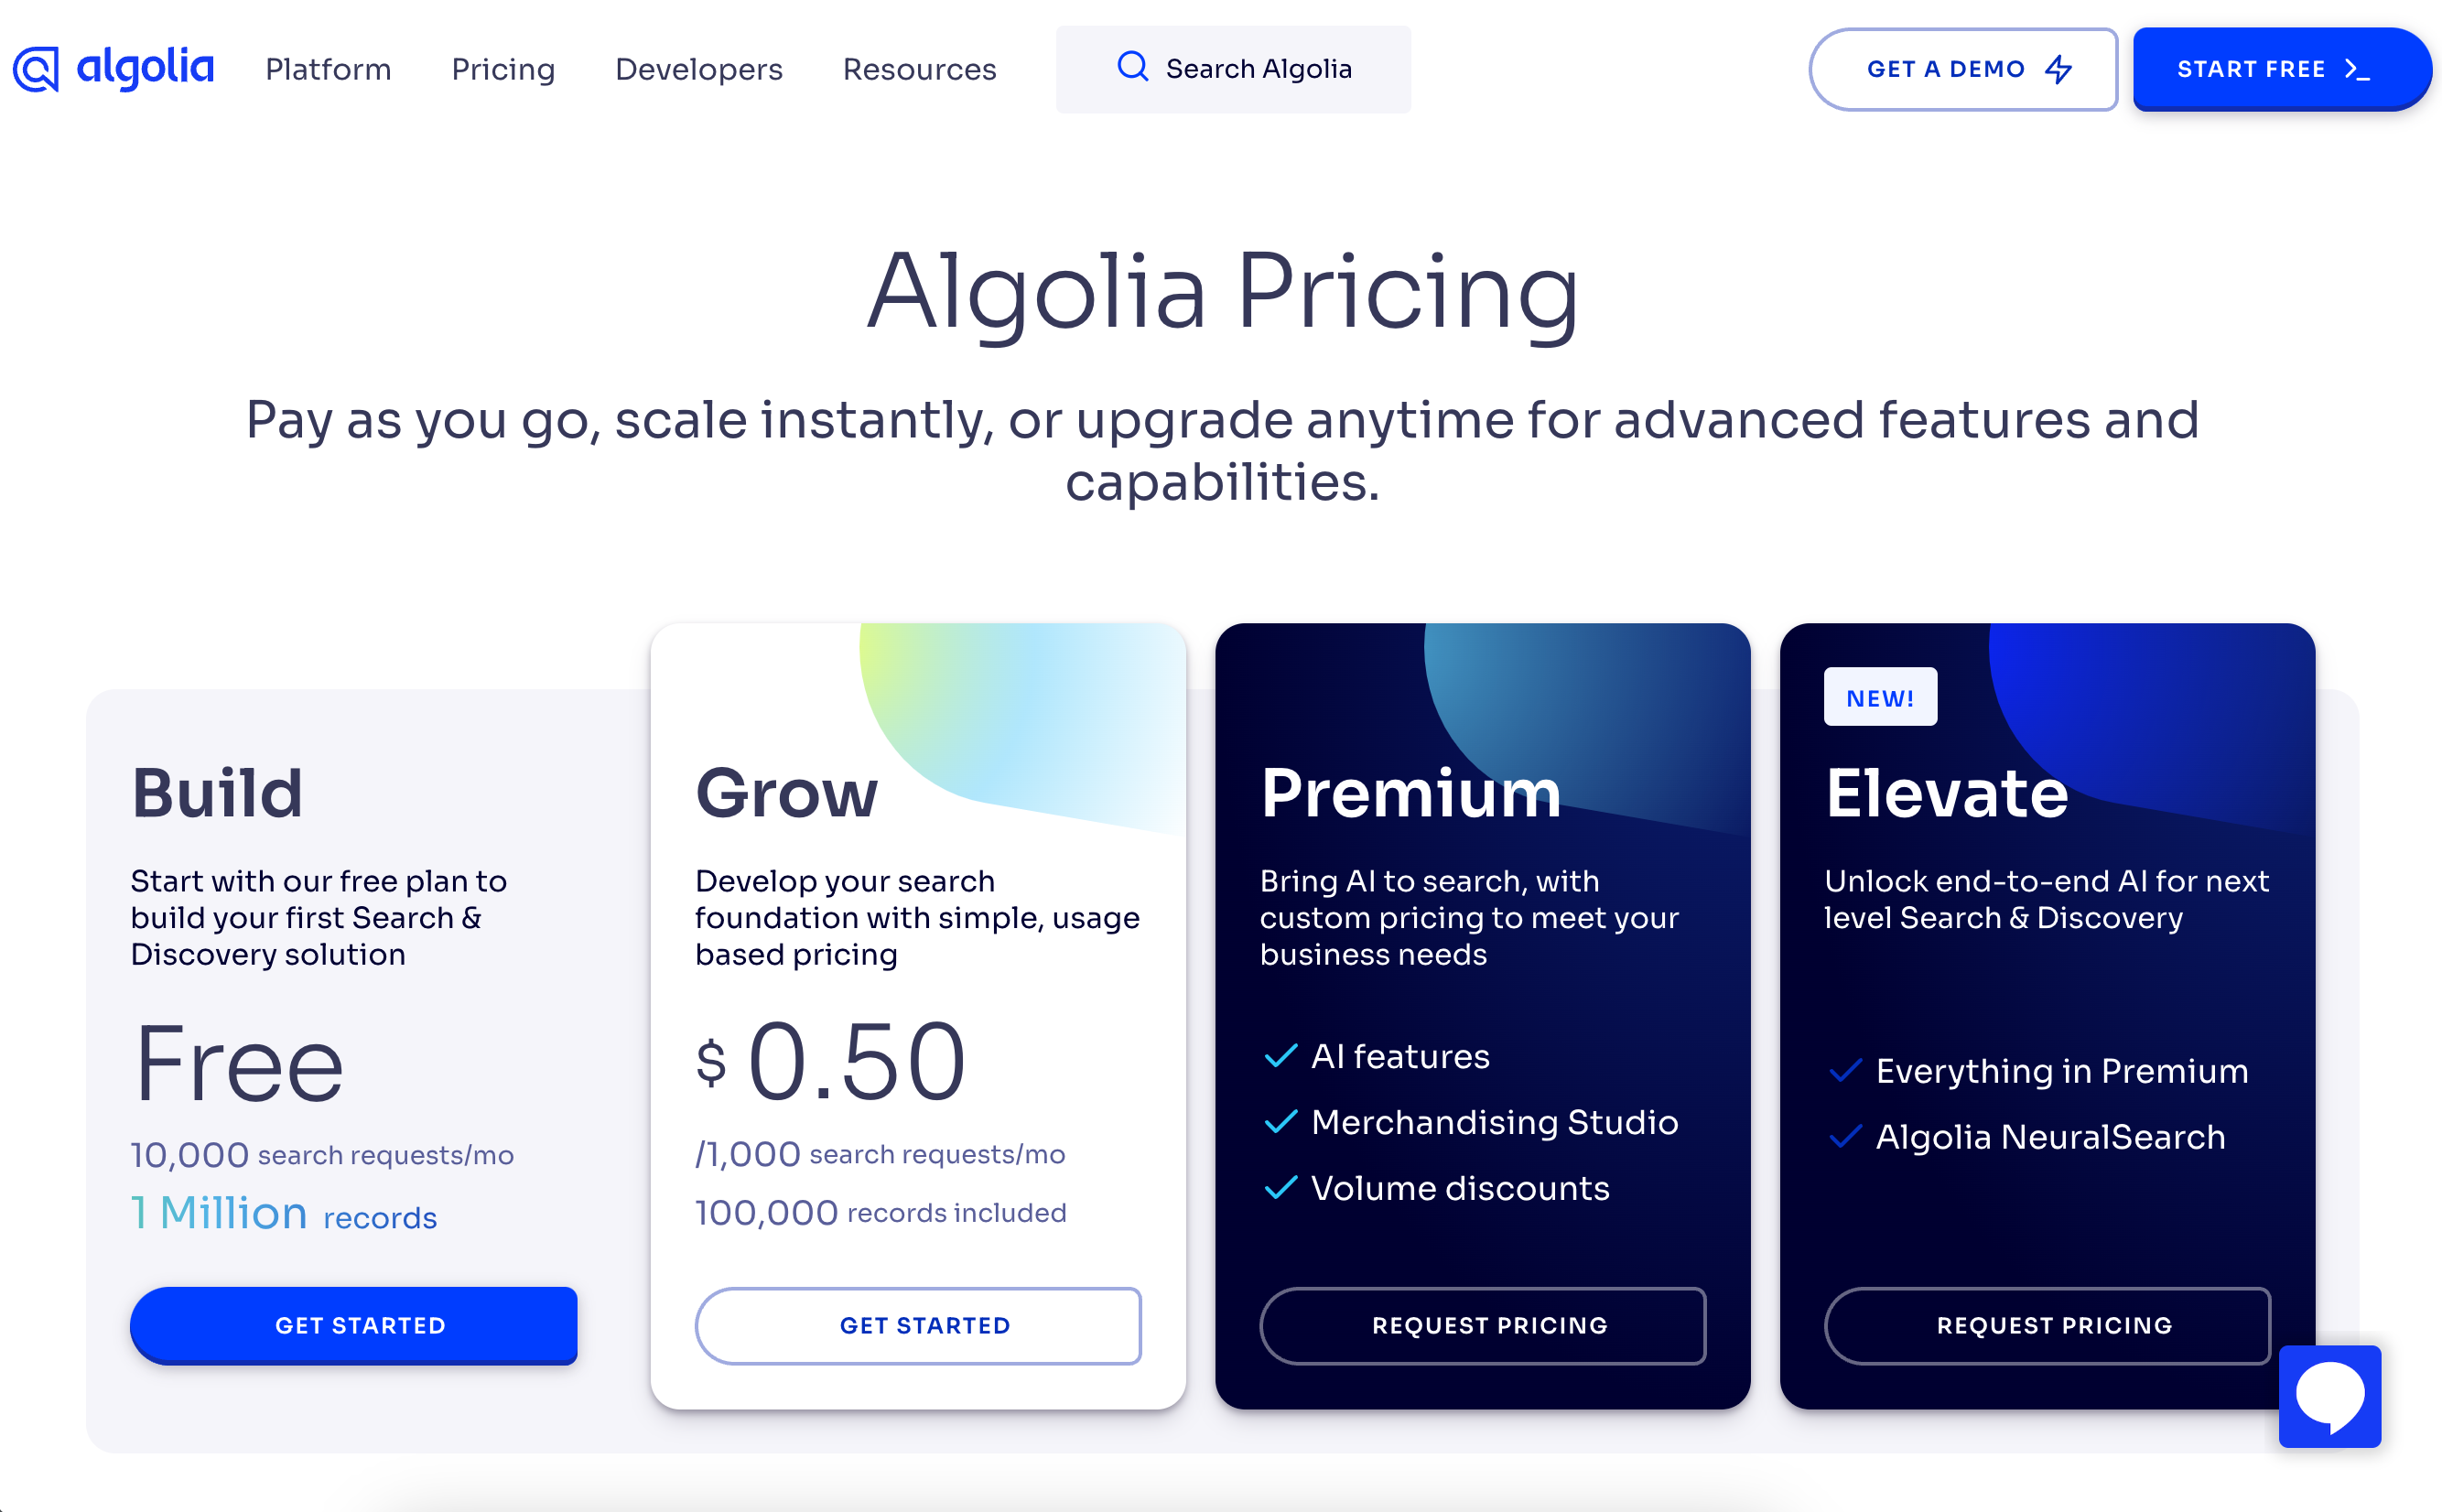 algolia
Platform
Pricing
Developers
Resources
Search Algolia
GET A DEMO
START FREE
Algolia Pricing
Pay as you go, scale instantly, or upgrade anytime for advanced features and
capabilities.
Build
Start with our free plan to
build your first Search &
Discovery solution
Free
10,000 search requests/mo
1 Million records
GET STARTED
Grow
Develop your search
foundation with simple, usage
based pricing
$ 0.50
/1,000 search requests/mo
100,000 records included
GET STARTED
Premium
Bring AI to search, with
custom pricing to meet your
business needs
AI features
Merchandising Studio
Volume discounts
REQUEST PRICING
NEW!
Elevate
Unlock end-to-end AI for next
level Search & Discovery
Everything in Premium
Algolia NeuralSearch
REQUEST PRICING